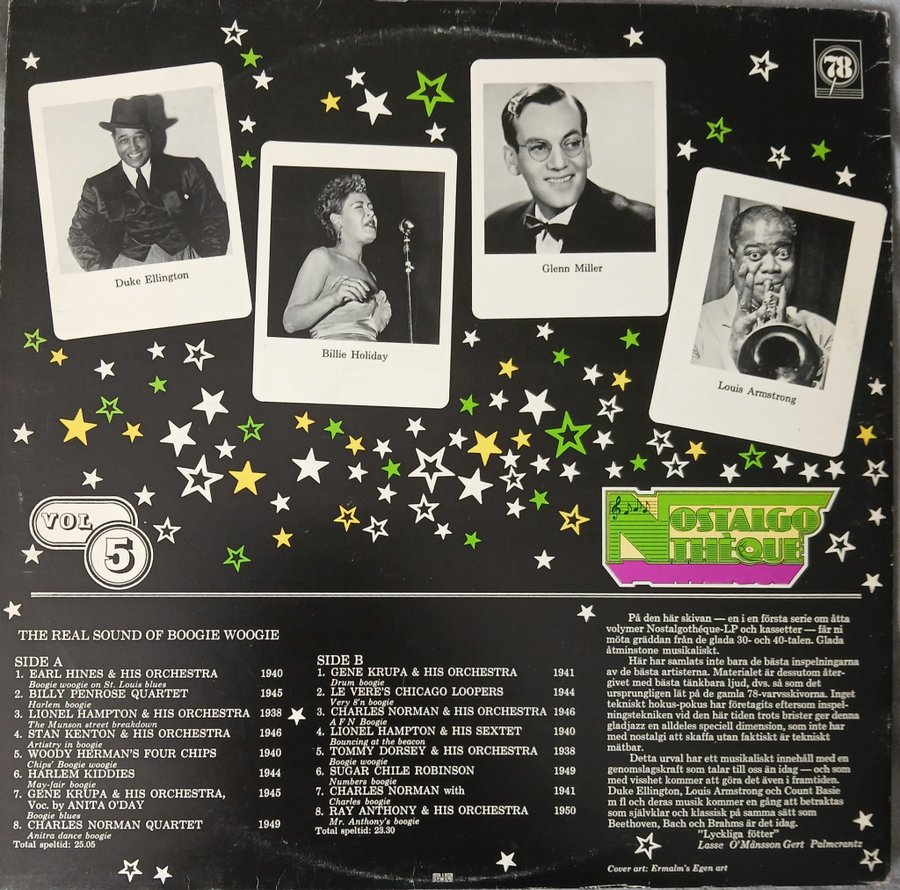 78
Duke Ellington
Billie Holiday
Glenn Miller
Louis Armstrong
VOL 5
NOSTALGO
THÈQUE
THE REAL SOUND OF BOOGIE WOOGIE
SIDE A
1. EARL HINES & HIS ORCHESTRA 1940
Boogie woogie on St. Louis blues
2. BILLY PENROSE QUARTET 1945
Harlem boogie
3. LIONEL HAMPTON & HIS ORCHESTRA 1938
The Munson street breakdown
4. STAN KENTON & HIS ORCHESTRA 1946
Artistry in boogie
5. WOODY HERMAN'S FOUR CHIPS 1940
Chips' Boogie woogie
6. HARLEM KIDDIES 1944
May-fair boogie
7. GENE KRUPA & HIS ORCHESTRA, 1945
Voc. by ANITA O'DAY
Boogie blues
8. CHARLES NORMAN QUARTET 1949
Anitra dance boogie
Total speltid: 25.05
SIDE B
1. GENE KRUPA & HIS ORCHESTRA 1941
Drum boogie
2. LE VERE'S CHICAGO LOOPERS 1944
Very 8'n boogie
3. CHARLES NORMAN & HIS ORCHESTRA 1946
A F N Boogie
4. LIONEL HAMPTON & HIS SEXTET 1940
Bouncing at the beacon
5. TOMMY DORSEY & HIS ORCHESTRA 1938
Boogie woogie
6. SUGAR CHILE ROBINSON 1949
Numbers boogie
7. CHARLES NORMAN with 1941
Charles boogie
8. RAY ANTHONY & HIS ORCHESTRA 1950
Mr. Anthony's boogie
Total speltid: 23.30
På den här skivan — en i en första serie om åtta
volymer Nostalgothéque-LP och kassetter — får ni
möta gräddan från de glada 30- och 40-talen. Glada
åtminstone musikaliskt.
Här har samlats inte bara de bästa inspelningarna
av de bästa artisterna. Materialet är dessutom åter-
givet med bästa tänkbara ljud, dvs. så som det
ursprungligen lät på de gamla 78-varvsskivorna. Inget
tekniskt hokus-pokus har företagits eftersom inspel-
ningstekniken vid den här tiden trots brister ger denna
gladjazz en alldeles speciell dimension, som inte har
med nostalgi att skaffa utan faktiskt är tekniskt
mätbar.
Detta urval har ett musikaliskt innehåll med en
genomslagskraft som talar till oss än idag — och som
med visshet kommer att göra det även i framtiden.
Duke Ellington, Louis Armstrong och Count Basie
m fl och deras musik kommer en gång att betraktas
som självklar och klassisk på samma sätt som
Beethoven, Bach och Brahms är det idag.
"Lyckliga fötter"
Lasse O'Månsson Gert Palmcrantz
Cover art: Ermalm's Egen art